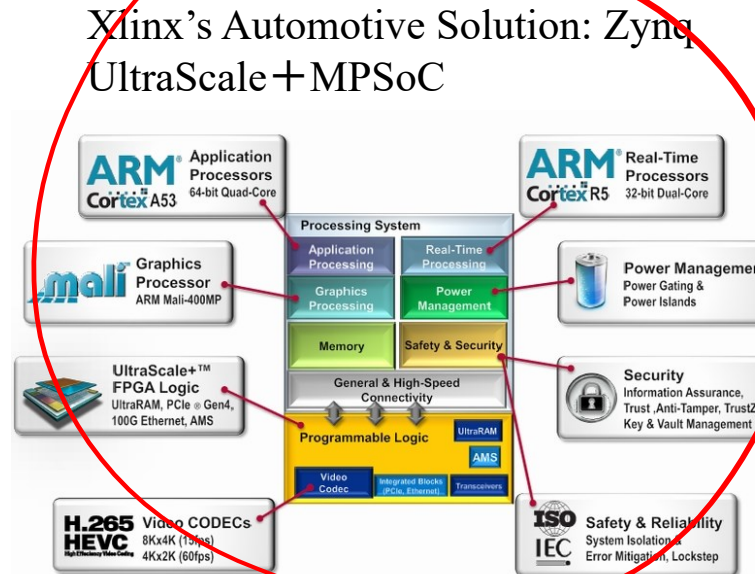 Xlinx's Automotive Solution: Zynq
UltraScale＋MPSoC
ARM®
Cortex A53
Application
Processors
64-bit Quad-Core
ARM®
Cortex R5
Real-Time
Processors
32-bit Dual-Core
mali
Graphics
Processor
ARM Mali-400MP
Processing System
Application
Processing
Real-Time
Processing
Graphics
Processing
Power
Management
Memory
Safety & Security
General & High-Speed
Connectivity
Programmable Logic
UltraRAM
AMS
Video
Codec
Integrated Blocks
(PCIe, Ethernet)
Transceivers
Power Managemen
Power Gating &
Power Islands
UltraScale+™
FPGA Logic
UltraRAM, PCIe ® Gen4,
100G Ethernet, AMS
Security
Information Assurance,
Trust ,Anti-Tamper, TrustZ
Key & Vault Management
H.265
HEVC
High Efficiency Video Coding
Video CODECs
8Kx4K (15fps)
4Kx2K (60fps)
ISO
IEC
Safety & Reliability
System Isolation &
Error Mitigation, Lockstep